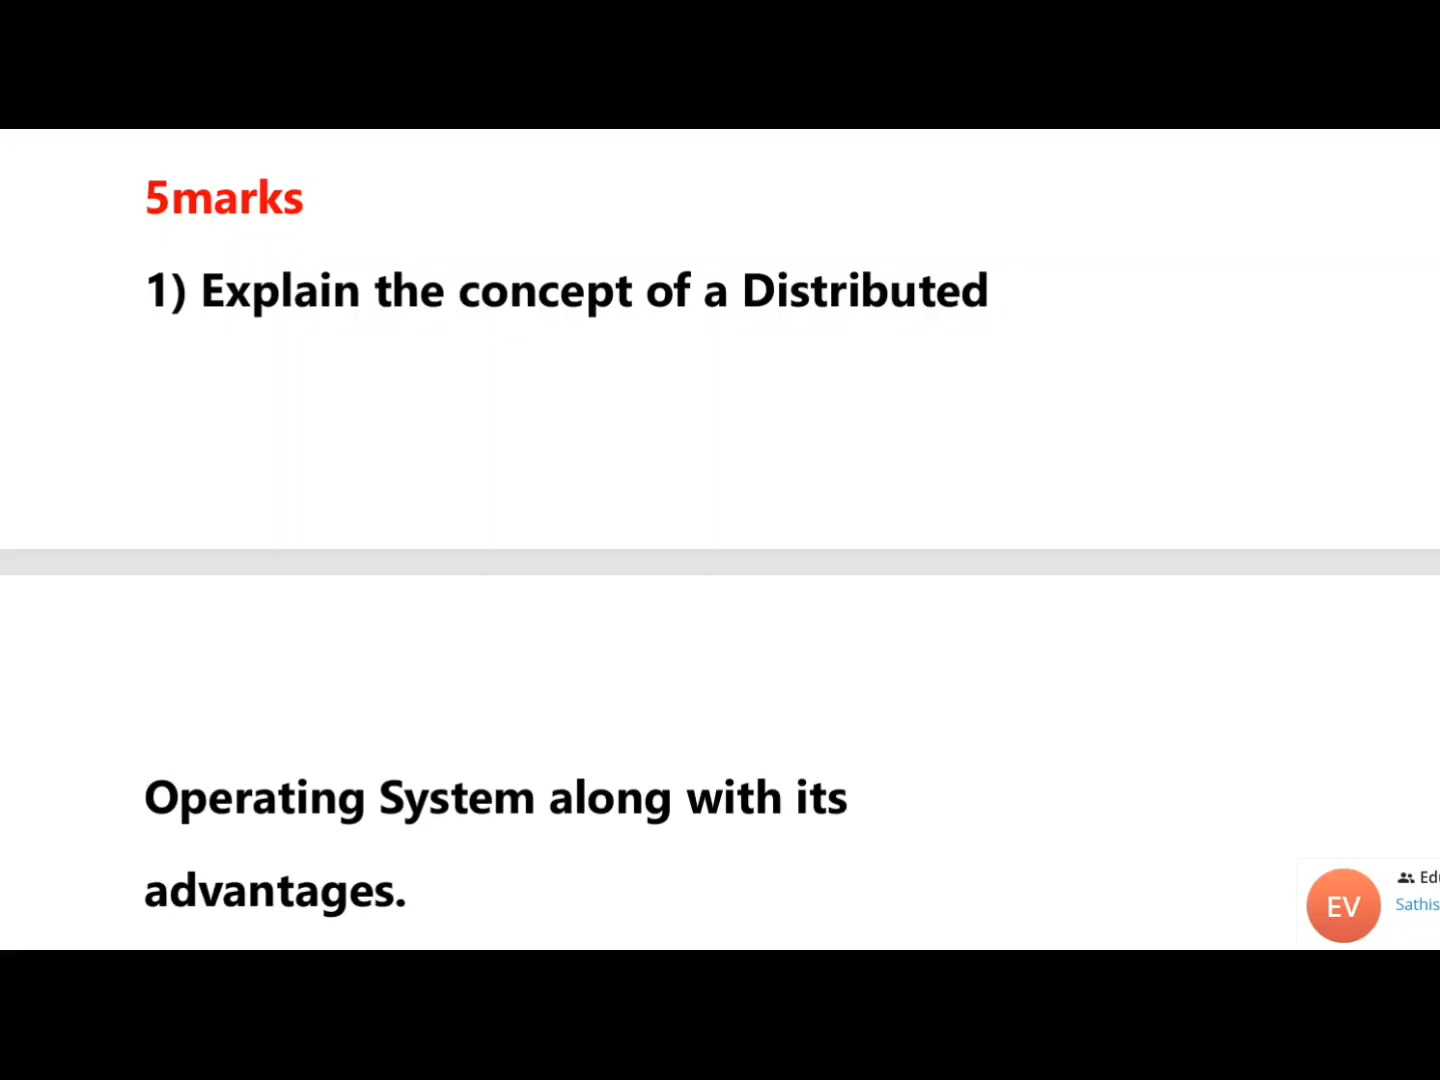 5marks
1) Explain the concept of a Distributed
Operating System along with its
advantages.
EV